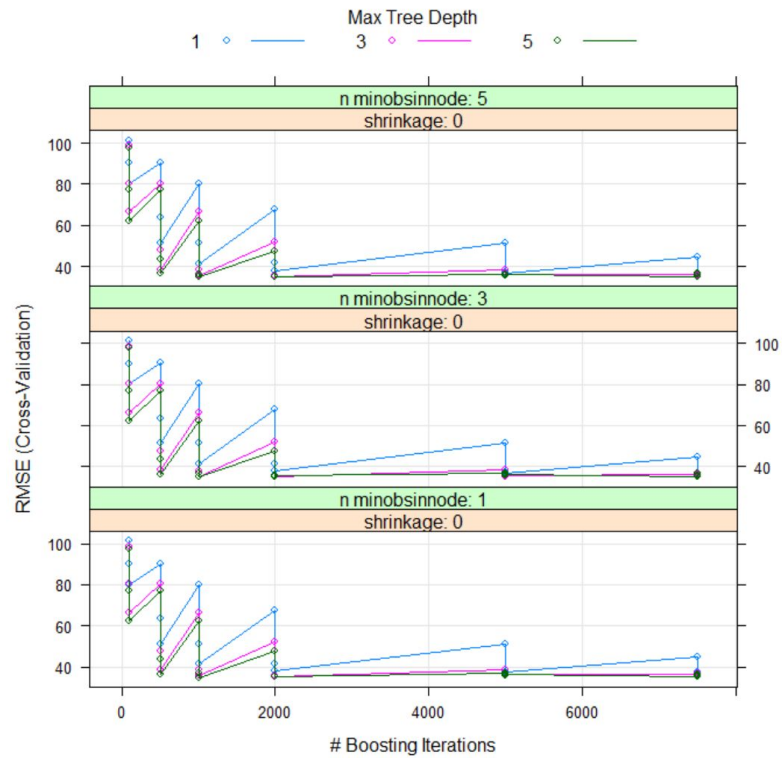 Max Tree Depth
1 3 5
n minobsinnode: 5
shrinkage: 0
100
80
60
40
n minobsinnode: 3
shrinkage: 0
100
80
60
40
n minobsinnode: 1
shrinkage: 0
100
80
60
40
RMSE (Cross-Validation)
0 2000 4000 6000
# Boosting Iterations